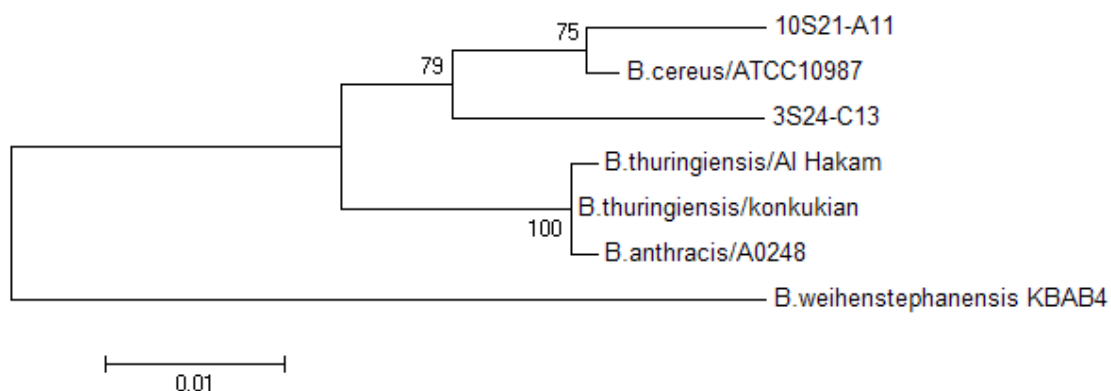 10S21-A11
75
B.cereus/ATCC10987
79
3S24-C13
B.thuringiensis/Al Hakam
B.thuringiensis/konkukian
100
B.anthracis/A0248
B.weihenstephanensis KBAB4
0.01